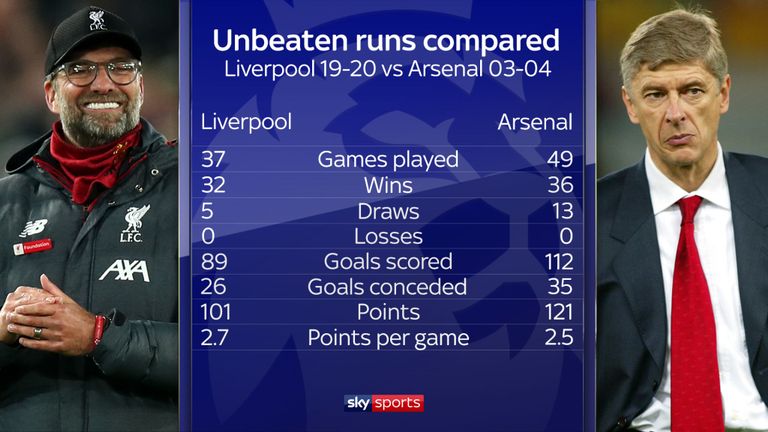 Unbeaten runs compared
Liverpool 19-20 vs Arsenal 03-04
Liverpool Arsenal
37 Games played 49
32 Wins 36
5 Draws 13
0 Losses 0
89 Goals scored 112
26 Goals conceded 35
101 Points 121
2.7 Points per game 2.5
sky sports
L.F.C.
new balance
Foundation
L.F.C.
AXA